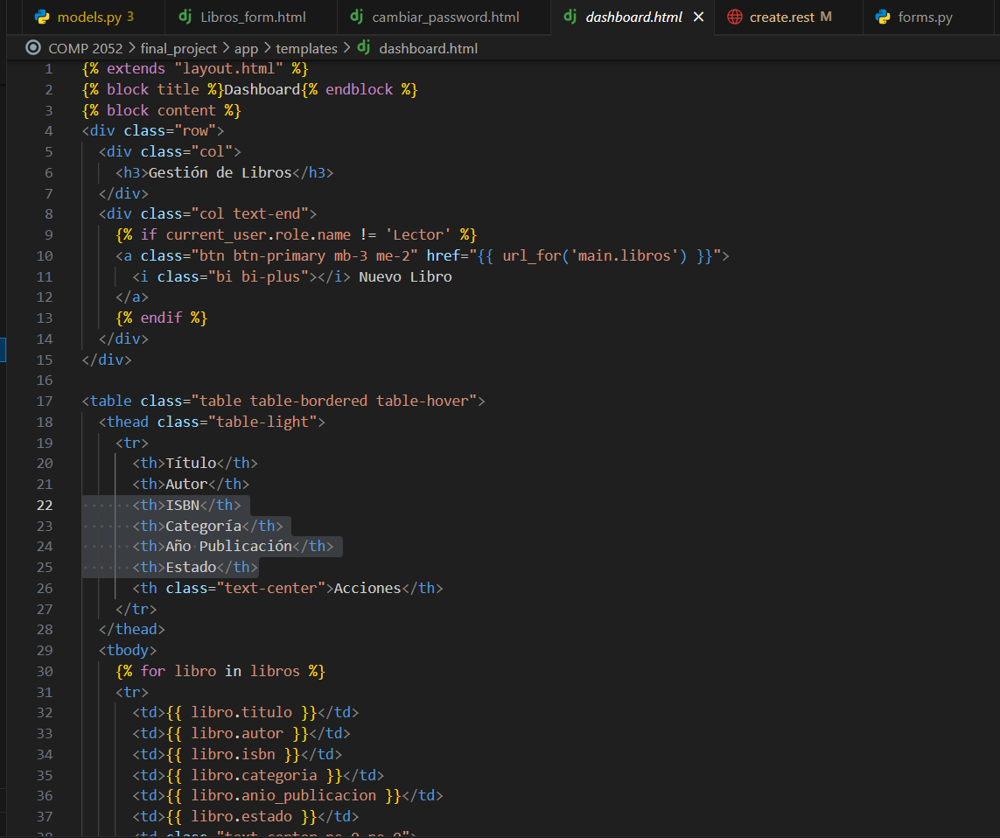 models.py 3 Libros_form.html cambiar_password.html dashboard.html create.rest M forms.py
COMP 2052 > final_project > app > templates > dashboard.html
1 {% extends "layout.html" %}
2 {% block title %}Dashboard{% endblock %}
3 {% block content %}
4 <div class="row">
5 <div class="col">
6 <h3>Gestión de Libros</h3>
7 </div>
8 <div class="col text-end">
9 {% if current_user.role.name != 'Lector' %}
10 <a class="btn btn-primary mb-3 me-2" href="{{ url_for('main.libros') }}">
11 <i class="bi bi-plus"></i> Nuevo Libro
12 </a>
13 {% endif %}
14 </div>
15 </div>
16
17 <table class="table table-bordered table-hover">
18 <thead class="table-light">
19 <tr>
20 <th>Título</th>
21 <th>Autor</th>
22 <th>ISBN</th>
23 <th>Categoría</th>
24 <th>Año Publicación</th>
25 <th>Estado</th>
26 <th class="text-center">Acciones</th>
27 </tr>
28 </thead>
29 <tbody>
30 {% for libro in libros %}
31 <tr>
32 <td>{{ libro.titulo }}</td>
33 <td>{{ libro.autor }}</td>
34 <td>{{ libro.isbn }}</td>
35 <td>{{ libro.categoria }}</td>
36 <td>{{ libro.anio_publicacion }}</td>
37 <td>{{ libro.estado }}</td>